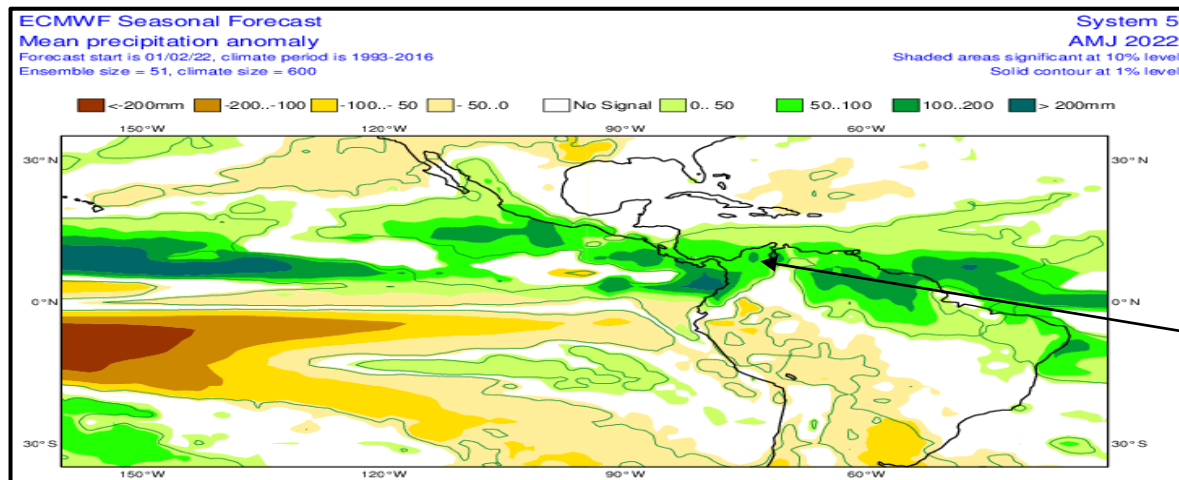 ECMWF Seasonal Forecast
System 5
Mean precipitation anomaly
AMJ 2022
Forecast start is 01/02/22, climate period is 1993-2016
Shaded areas significant at 10% level
Ensemble size = 51, climate size = 600
Solid contour at 1% level
<-200mm -200..-100 -100..- 50 - 50..0 No Signal 0.. 50 50..100 100..200 > 200mm
150°W 120°W 90°W 60°W
30°N 30°N
0°N 0°N
30°S 30°S
150°W 120°W 90°W 60°W